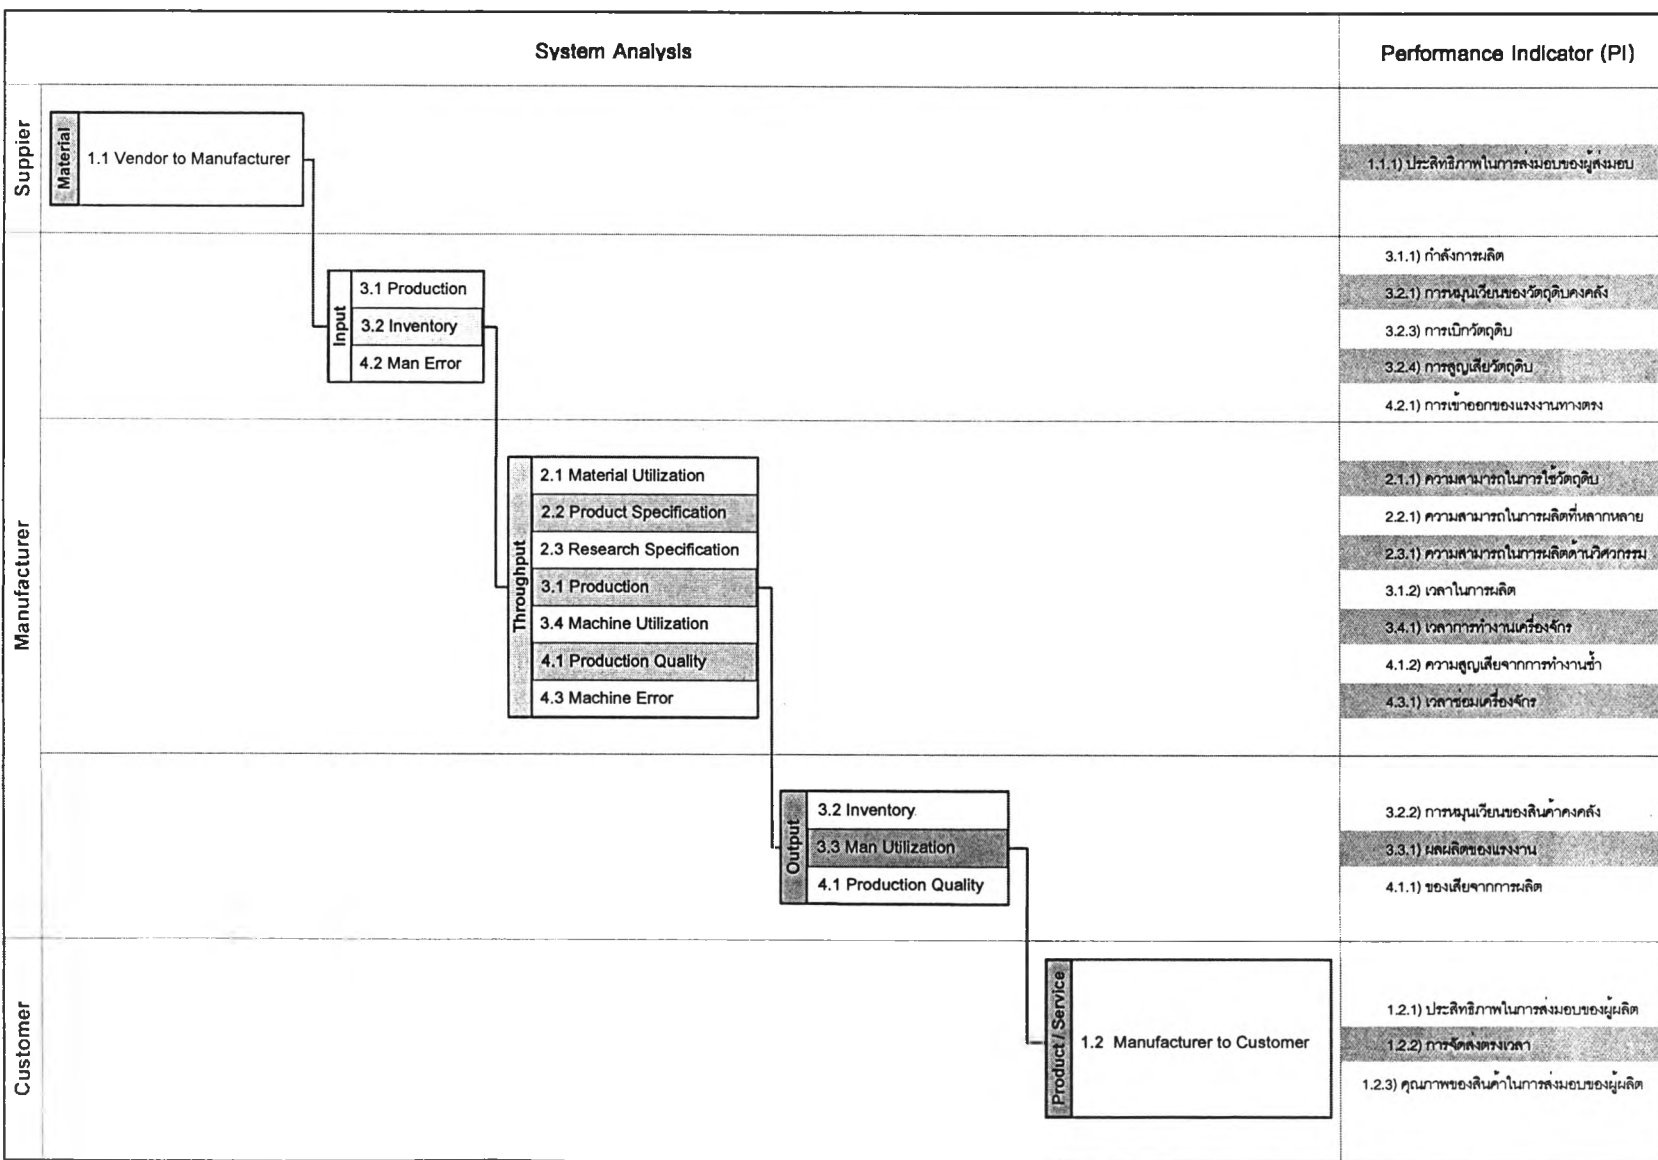 System Analysis
Performance Indicator (PI)
Suppier
Material
1.1 Vendor to Manufacturer
1.1.1) ประสิทธิภาพในการส่งมอบของผู้ส่งมอบ
Manufacturer
Input
3.1 Production
3.2 Inventory
4.2 Man Error
3.1.1) กำลังการผลิต
3.2.1) การหมุนเวียนของวัตถุดิบคงคลัง
3.2.3) การเบิกวัตถุดิบ
3.2.4) การสูญเสียวัตถุดิบ
4.2.1) การเข้าออกของแรงงานทางตรง
Throughput
2.1 Material Utilization
2.2 Product Specification
2.3 Research Specification
3.1 Production
3.4 Machine Utilization
4.1 Production Quality
4.3 Machine Error
2.1.1) ความสามารถในการใช้วัตถุดิบ
2.2.1) ความสามารถในการผลิตที่หลากหลาย
2.3.1) ความสามารถในการผลิตด้านวิศวกรรม
3.1.2) เวลาในการผลิต
3.4.1) เวลาการทำงานเครื่องจักร
4.1.2) ความสูญเสียจากการทำงานซ้ำ
4.3.1) เวลาซ่อมเครื่องจักร
Output
3.2 Inventory
3.3 Man Utilization
4.1 Production Quality
3.2.2) การหมุนเวียนของสินค้าคงคลัง
3.3.1) ผลผลิตของแรงงาน
4.1.1) ของเสียจากการผลิต
Customer
Product / Service
1.2 Manufacturer to Customer
1.2.1) ประสิทธิภาพในการส่งมอบของผู้ผลิต
1.2.2) การจัดส่งตรงเวลา
1.2.3) คุณภาพของสินค้าในการส่งมอบของผู้ผลิต